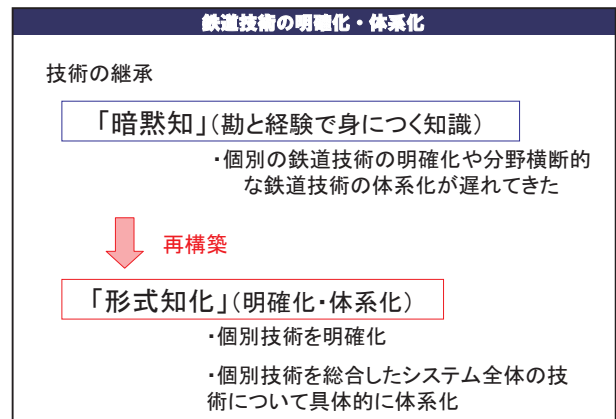 鉄道技術の明確化・体系化
技術の継承
「暗黙知」(勘と経験で身につく知識)
・個別の鉄道技術の明確化や分野横断的
な鉄道技術の体系化が遅れてきた
再構築
「形式知化」(明確化・体系化)
・個別技術を明確化
・個別技術を総合したシステム全体の技
術について具体的に体系化